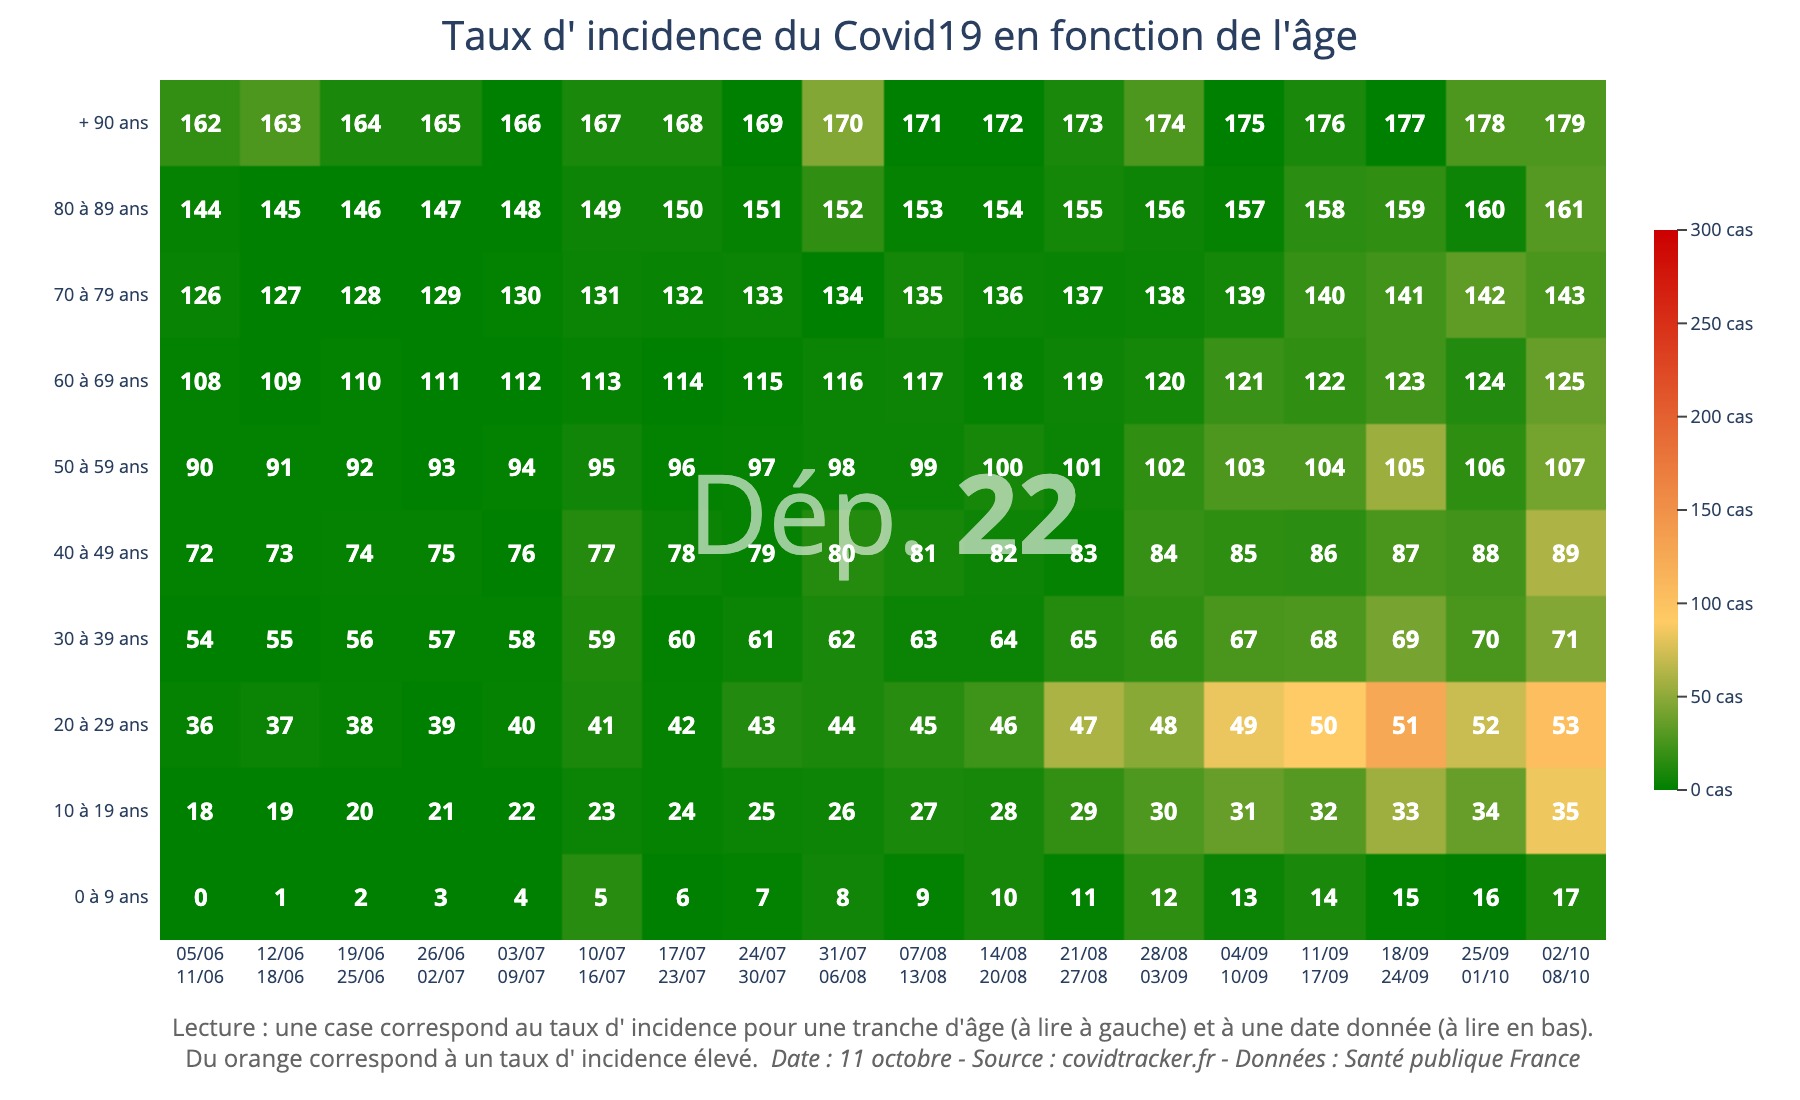 Taux d' incidence du Covid19 en fonction de l'âge
+ 90 ans 162 163 164 165 166 167 168 169 170 171 172 173 174 175 176 177 178 179
80 à 89 ans 144 145 146 147 148 149 150 151 152 153 154 155 156 157 158 159 160 161
70 à 79 ans 126 127 128 129 130 131 132 133 134 135 136 137 138 139 140 141 142 143
60 à 69 ans 108 109 110 111 112 113 114 115 116 117 118 119 120 121 122 123 124 125
50 à 59 ans 90 91 92 93 94 95 96 97 98 99 100 101 102 103 104 105 106 107
Dép. 22
40 à 49 ans 72 73 74 75 76 77 78 79 80 81 82 83 84 85 86 87 88 89
30 à 39 ans 54 55 56 57 58 59 60 61 62 63 64 65 66 67 68 69 70 71
20 à 29 ans 36 37 38 39 40 41 42 43 44 45 46 47 48 49 50 51 52 53
10 à 19 ans 18 19 20 21 22 23 24 25 26 27 28 29 30 31 32 33 34 35
0 à 9 ans 0 1 2 3 4 5 6 7 8 9 10 11 12 13 14 15 16 17
05/06 12/06 19/06 26/06 03/07 10/07 17/07 24/07 31/07 07/08 14/08 21/08 28/08 04/09 11/09 18/09 25/09 02/10
11/06 18/06 25/06 02/07 09/07 16/07 23/07 30/07 06/08 13/08 20/08 27/08 03/09 10/09 17/09 24/09 01/10 08/10
300 cas
250 cas
200 cas
150 cas
100 cas
50 cas
0 cas
Lecture : une case correspond au taux d' incidence pour une tranche d'âge (à lire à gauche) et à une date donnée (à lire en bas).
Du orange correspond à un taux d' incidence élevé. Date : 11 octobre - Source : covidtracker.fr - Données : Santé publique France